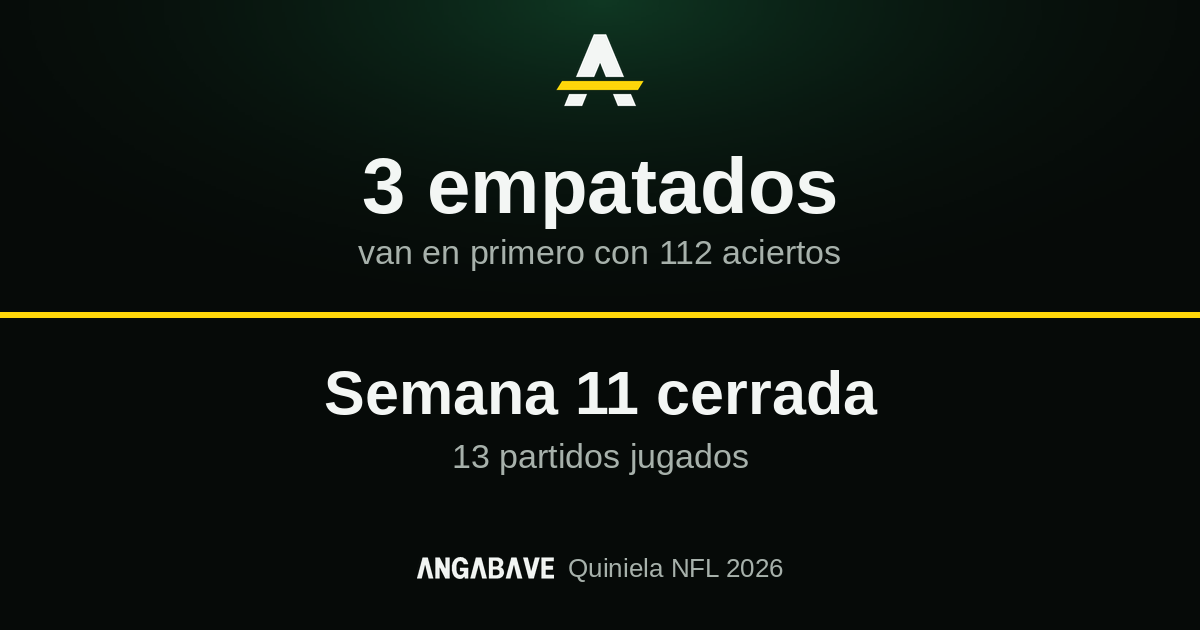 3 empatados
van en primero con 112 aciertos
Semana 11 cerrada
13 partidos jugados
ANGABAVE Quiniela NFL 2026